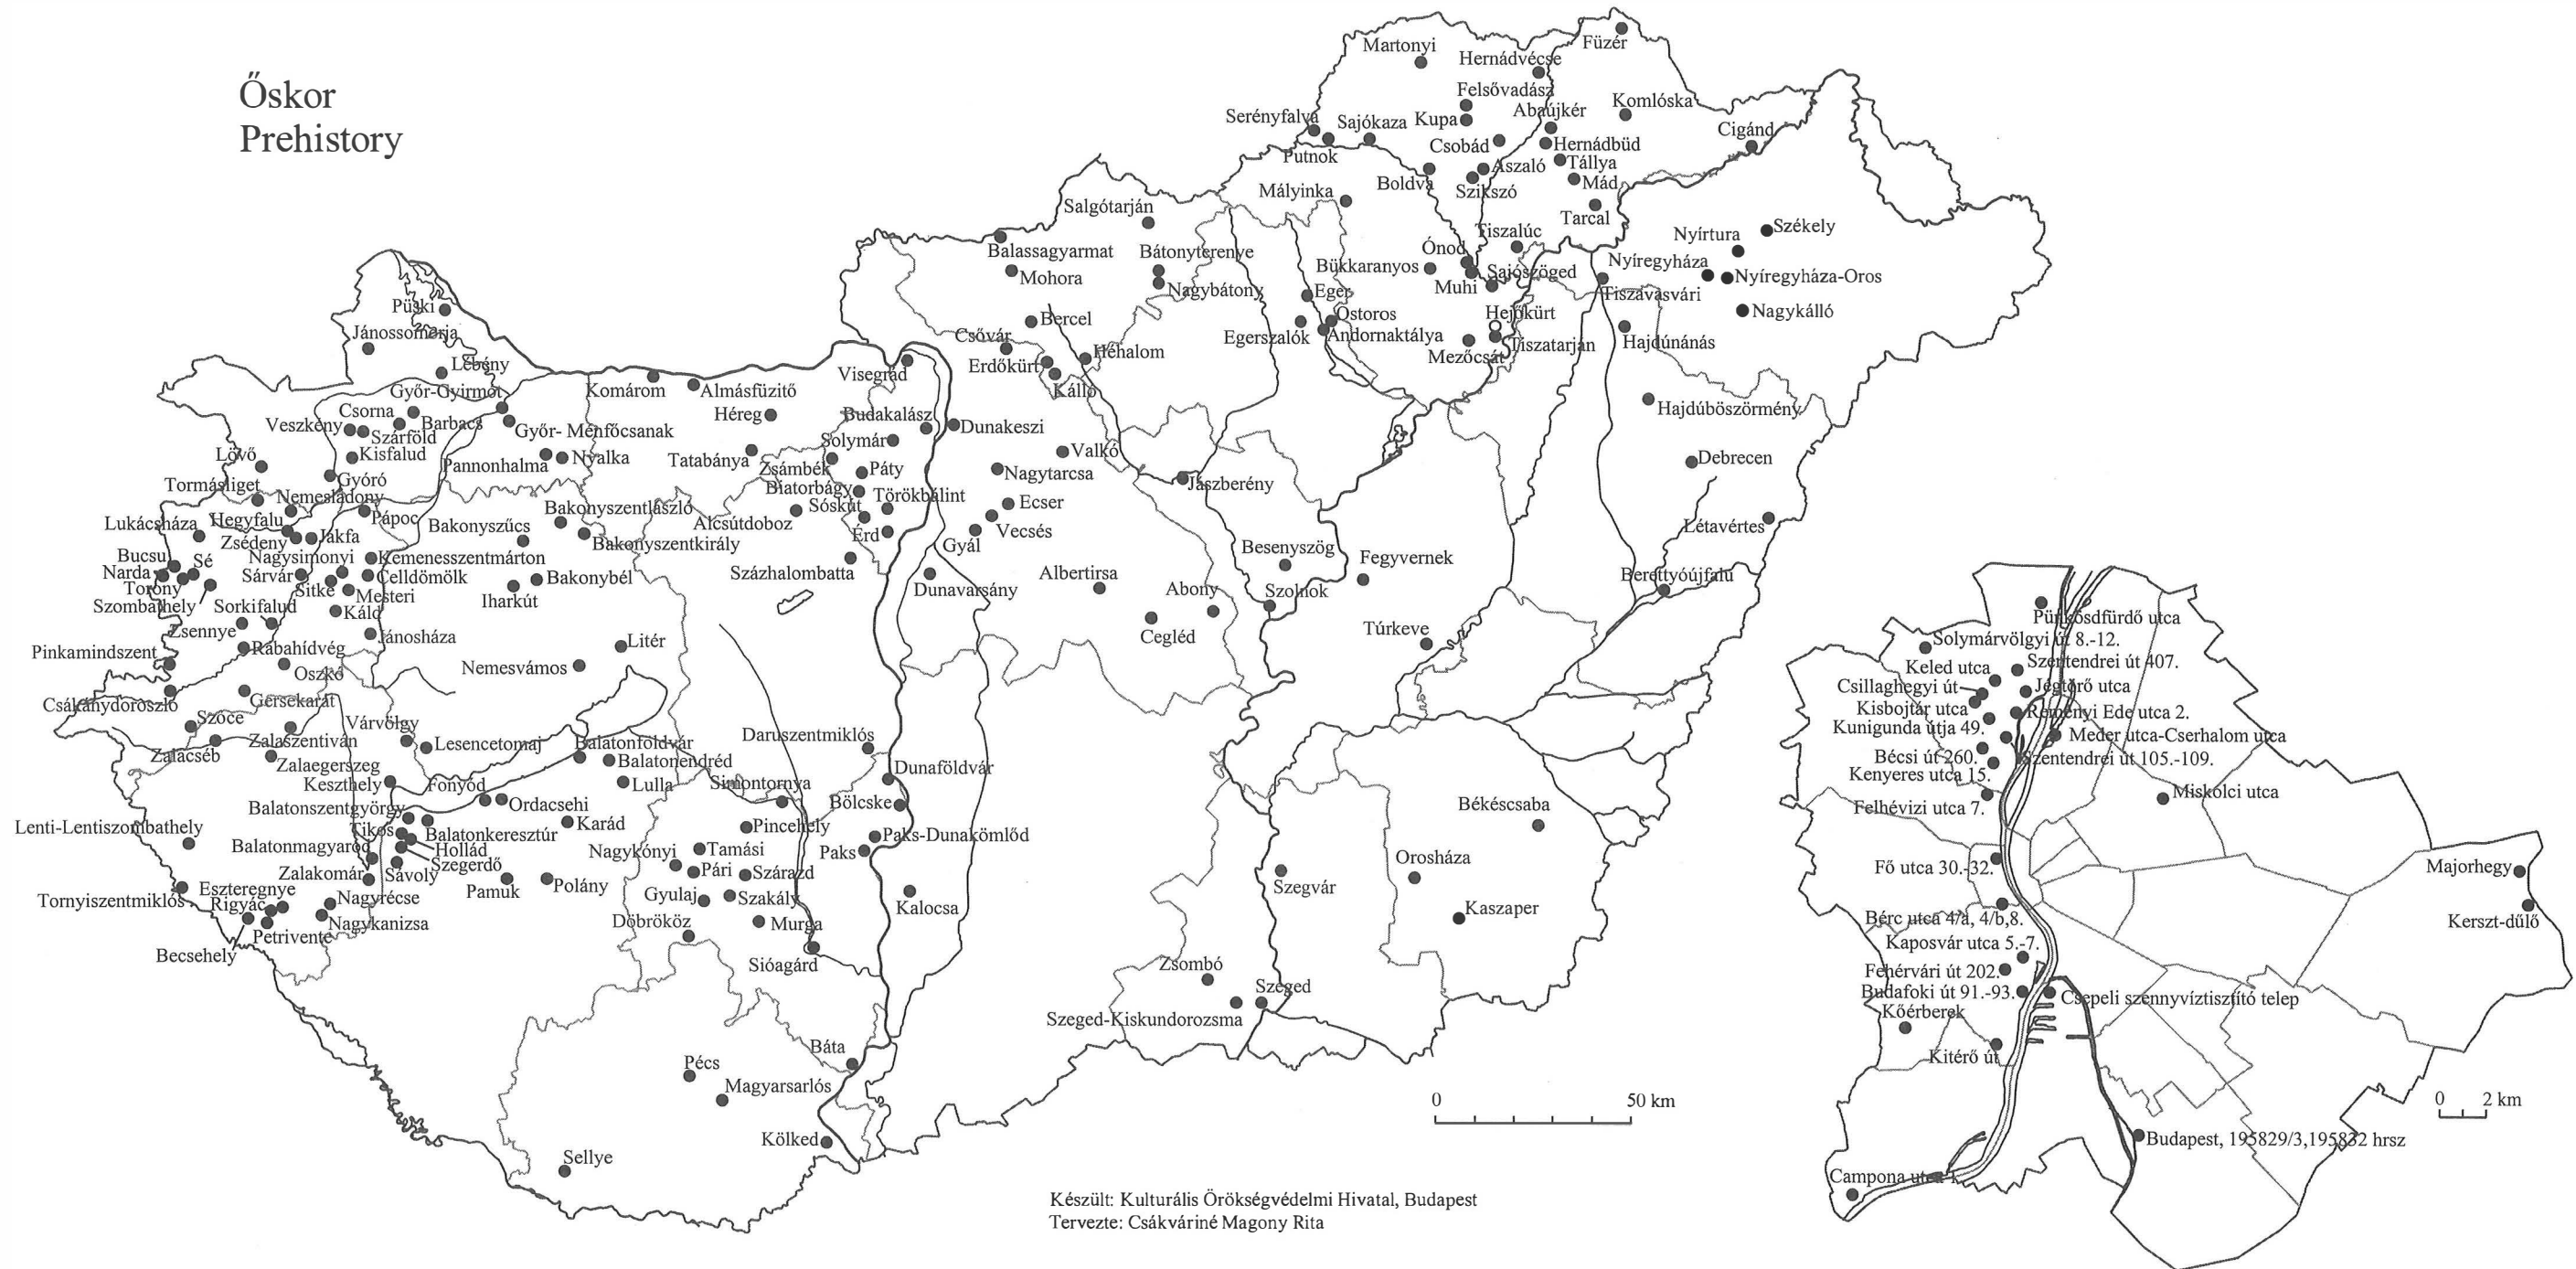 Őskor
Prehistory
Martonyi
Füzér
Hernádvécse
Felsővadász
Abaújkér
Komlóska
Serényfalva
Sajókaza
Kupa
Cigánd
Csobád
Hernádbüd
Putnok
Aszaló
Tállya
Boldva
Szikszó
Mád
Mályinka
Tarcal
Salgótarján
Székely
Tiszalúc
Nyírtura
Ónod
Balassagyarmat
Bátonyterenye
Bükkaranyos
Sajószöged
Nyíregyháza
Nyíregyháza-Oros
Mohora
Nagybátony
Muhi
Tiszavasvári
Eger
Nagykálló
Püski
Ostoros
Hejőkürt
Jánossomorja
Bercel
Csővár
Egerszalók
Andornaktálya
Tiszatarján
Hajdúnánás
Héhalom
Mezőcsát
Lébény
Erdőkürt
Visegrád
Kálló
Győr-Gyirmót
Komárom
Almásfüzitő
Csorna
Barbacs
Héreg
Budakalász
Hajdúböszörmény
Veszkény
Szárföld
Győr- Ménfőcsanak
Dunakeszi
Solymár
Lövő
Kisfalud
Pannonhalma
Nyalka
Tatabánya
Zsámbék
Páty
Valkó
Debrecen
Nagytarcsa
Tormásliget
Gyóró
Biatorbágy
Törökbálint
Jászberény
Nemesládony
Ecser
Lukácsháza
Hegyfalu
Pápoc
Bakonyszűcs
Bakonyszentlászló
Alcsútdoboz
Sóskút
Vecsés
Létavértes
Zsédeny
Jákfa
Bakonyszentkirály
Érd
Gyál
Bucsu
Sé
Nagysimonyi
Kemenesszentmárton
Besenyszög
Fegyvernek
Narda
Sárvár
Celldömölk
Bakonybél
Százhalombatta
Albertirsa
Berettyóújfalu
Torony
Sitke
Mesteri
Iharkút
Dunavarsány
Abony
Szolnok
Szombathely
Sorkifalud
Káld
Zsennye
Jánosháza
Cegléd
Túrkeve
Pinkamindszent
Rábahídvég
Litér
Oszkó
Nemesvámos
Csákánydoroszló
Gersekarát
Szőce
Várvölgy
Zalaszentiván
Lesencetomaj
Balatonföldvár
Daruszentmiklós
Zalacséb
Balatonendréd
Zalaegerszeg
Dunaföldvár
Keszthely
Fonyód
Lulla
Simontornya
Balatonszentgyörgy
Ordacsehi
Bölcske
Békéscsaba
Lenti-Lentiszombathely
Tikos
Balatonkeresztúr
Karád
Pincehely
Paks-Dunakömlőd
Balatonmagyaród
Hollád
Nagykónyi
Tamási
Paks
Orosháza
Szegerdő
Zalakomár
Sávoly
Pári
Szárazd
Szegvár
Eszteregnye
Pamuk
Polány
Tornyiszentmiklós
Nagyrécse
Gyulaj
Szakály
Kalocsa
Kaszaper
Rigyác
Nagykanizsa
Döbrököz
Murga
Petrivente
Becsehely
Sióagárd
Zsombó
Szeged
Szeged-Kiskundorozsma
Báta
Pécs
Magyarsarlós
Kölked
Sellye
0 50 km
Készült: Kulturális Örökségvédelmi Hivatal, Budapest
Tervezte: Csákváriné Magony Rita
Pünkösdfürdő utca
Solymárvölgyi út 8.-12.
Keled utca
Szentendrei út 407.
Csillaghegyi út
Jégtörő utca
Kisbojtár utca
Reményi Ede utca 2.
Kunigunda útja 49.
Meder utca-Cserhalom utca
Bécsi út 260.
Szentendrei út 105.-109.
Kenyeres utca 15.
Miskolci utca
Felhévizi utca 7.
Fő utca 30.-32.
Majorhegy
Bérc utca 4/a, 4/b,8.
Kerszt-dűlő
Kaposvár utca 5.-7.
Fehérvári út 202.
Budafoki út 91.-93.
Csepeli szennyvíztisztító telep
Kőérberek
Kitérő út
0 2 km
Budapest, 195829/3,195832 hrsz
Campona utca 1.